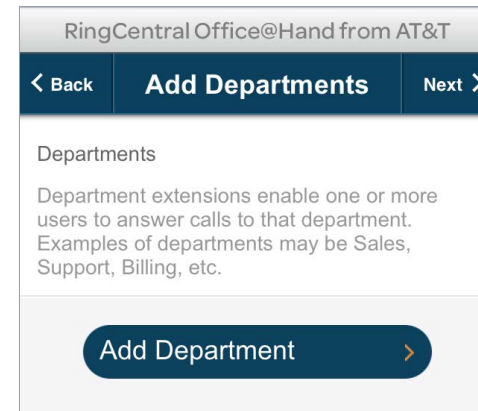 RingCentral Office@Hand from AT&T
Back Add Departments Next
Departments
Department extensions enable one or more
users to answer calls to that department.
Examples of departments may be Sales,
Support, Billing, etc.
Add Department